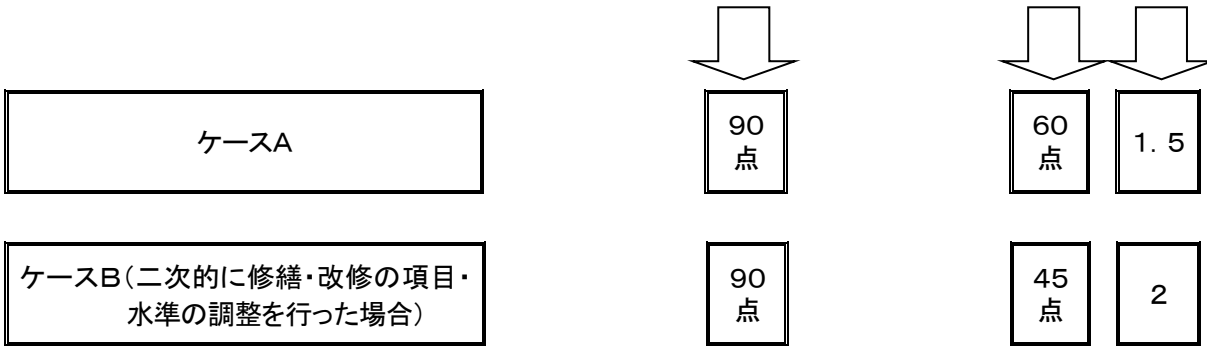 ケースA
90
点
60
点
1.5
ケースB(二次的に修繕・改修の項目・
水準の調整を行った場合)
90
点
45
点
2